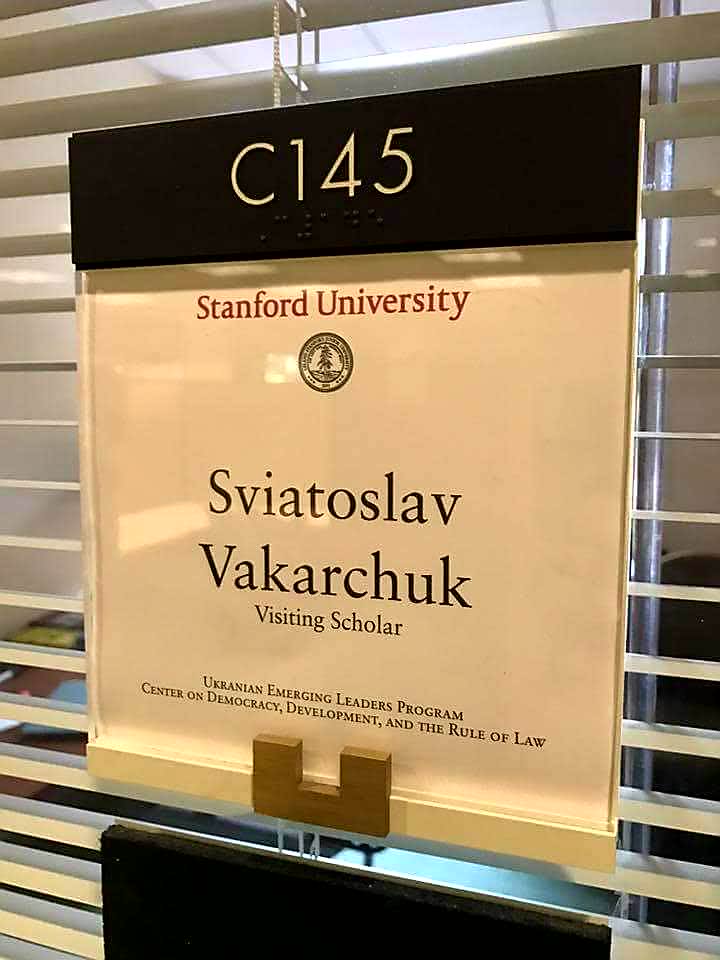 C145
Stanford University
Sviatoslav
Vakarchuk
Visiting Scholar
Ukranian Emerging Leaders Program
Center on Democracy, Development, and the Rule of Law